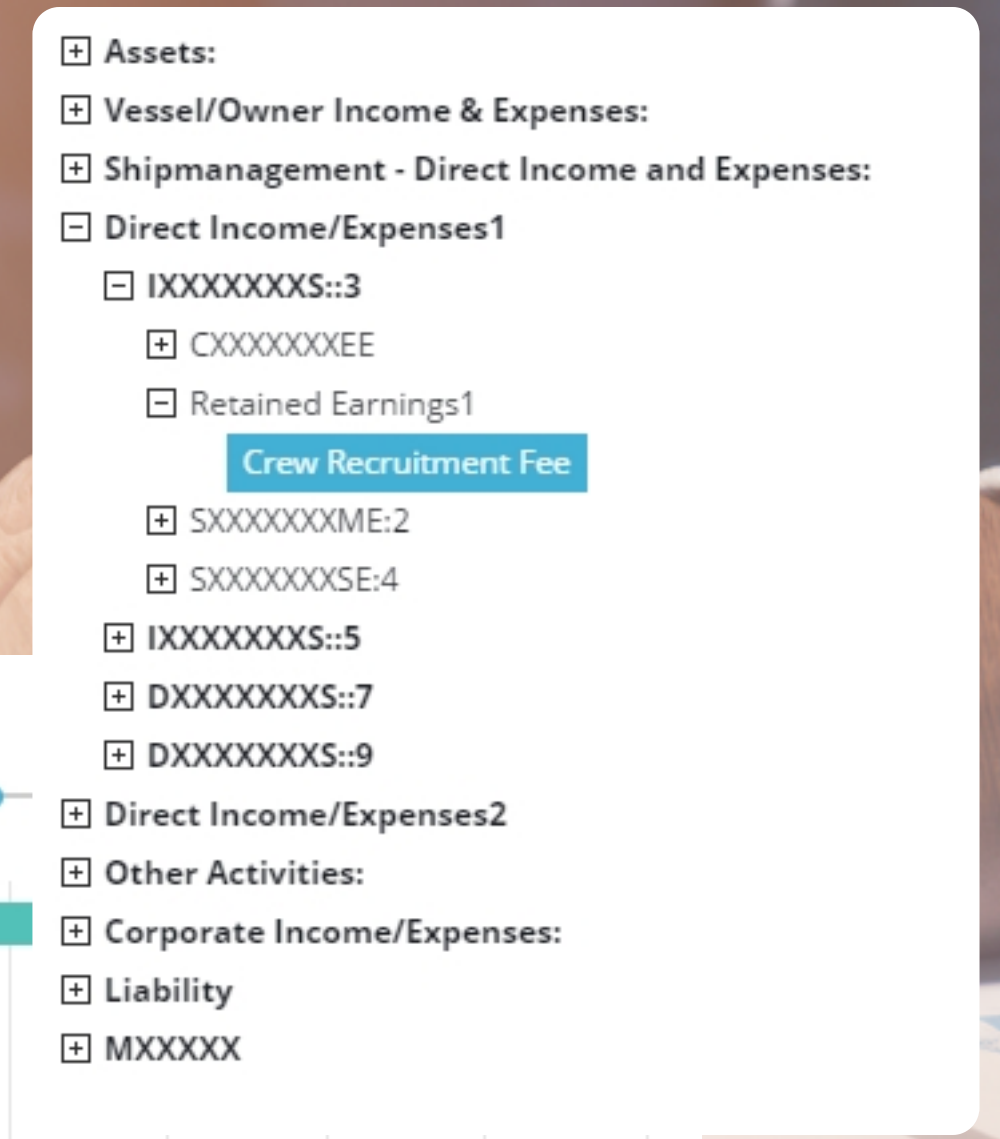 Assets:
Vessel/Owner Income & Expenses:
Shipmanagement - Direct Income and Expenses:
Direct Income/Expenses1
IXXXXXXXS::3
CXXXXXXXEE
Retained Earnings1
Crew Recruitment Fee
SXXXXXXXME:2
SXXXXXXXSE:4
IXXXXXXXS::5
DXXXXXXXS::7
DXXXXXXXS::9
Direct Income/Expenses2
Other Activities:
Corporate Income/Expenses:
Liability
MXXXXX